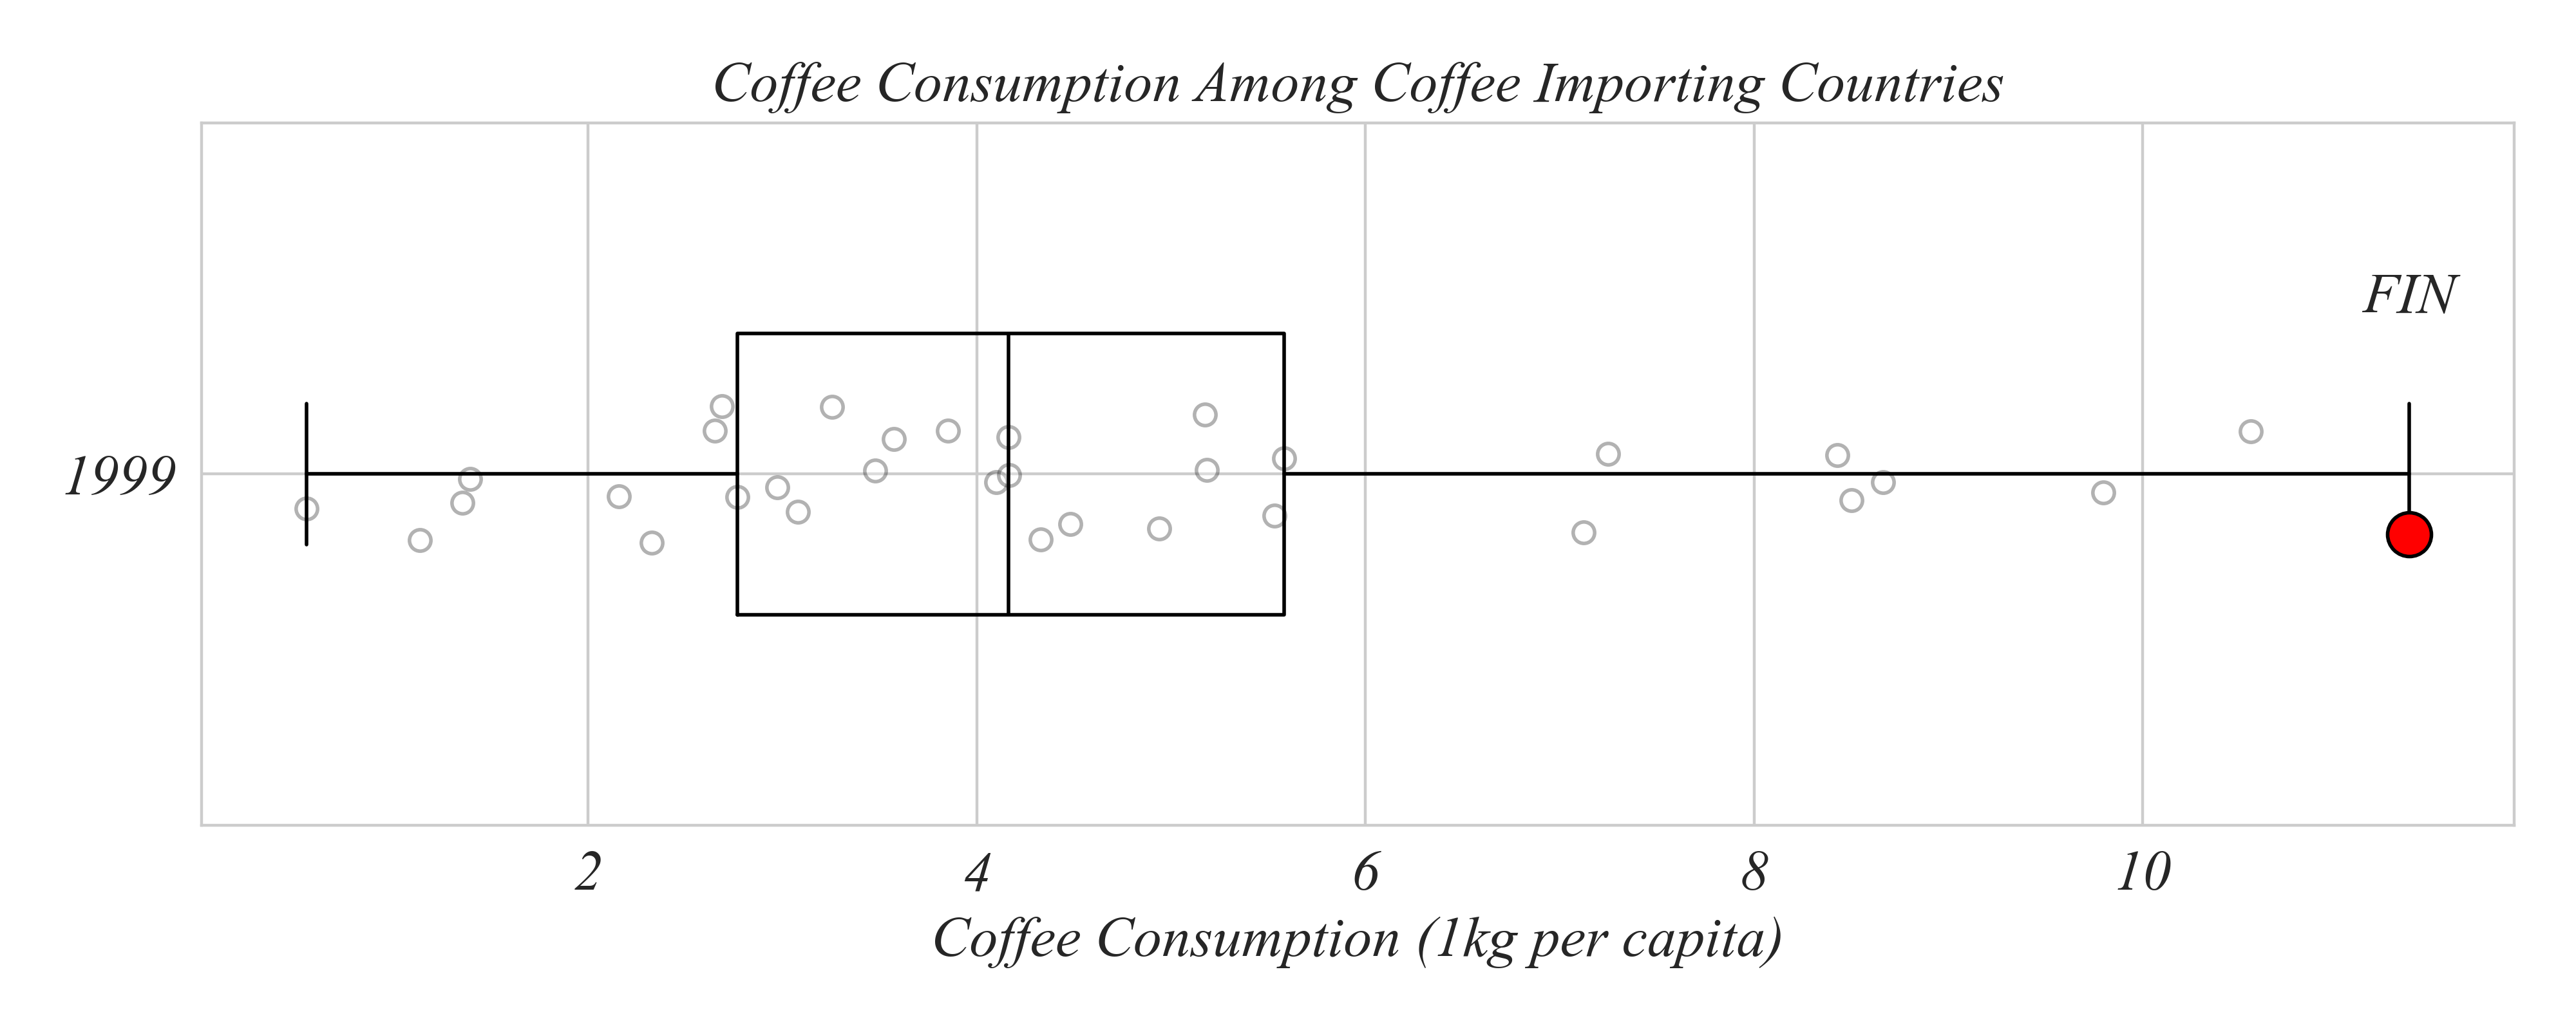 Coffee Consumption Among Coffee Importing Countries
FIN
1999
2 4 6 8 10
Coffee Consumption (1kg per capita)